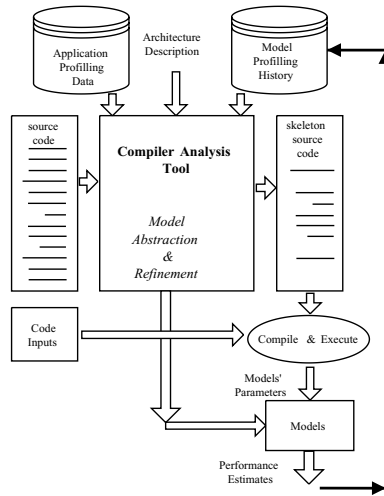 Application
Profilling
Data
Architecture
Description
Model
Profilling
History
source
code
Compiler Analysis
Tool
Model
Abstraction
&
Refinement
skeleton
source
code
Code
Inputs
Compile & Execute
Models'
Parameters
Models
Performance
Estimates